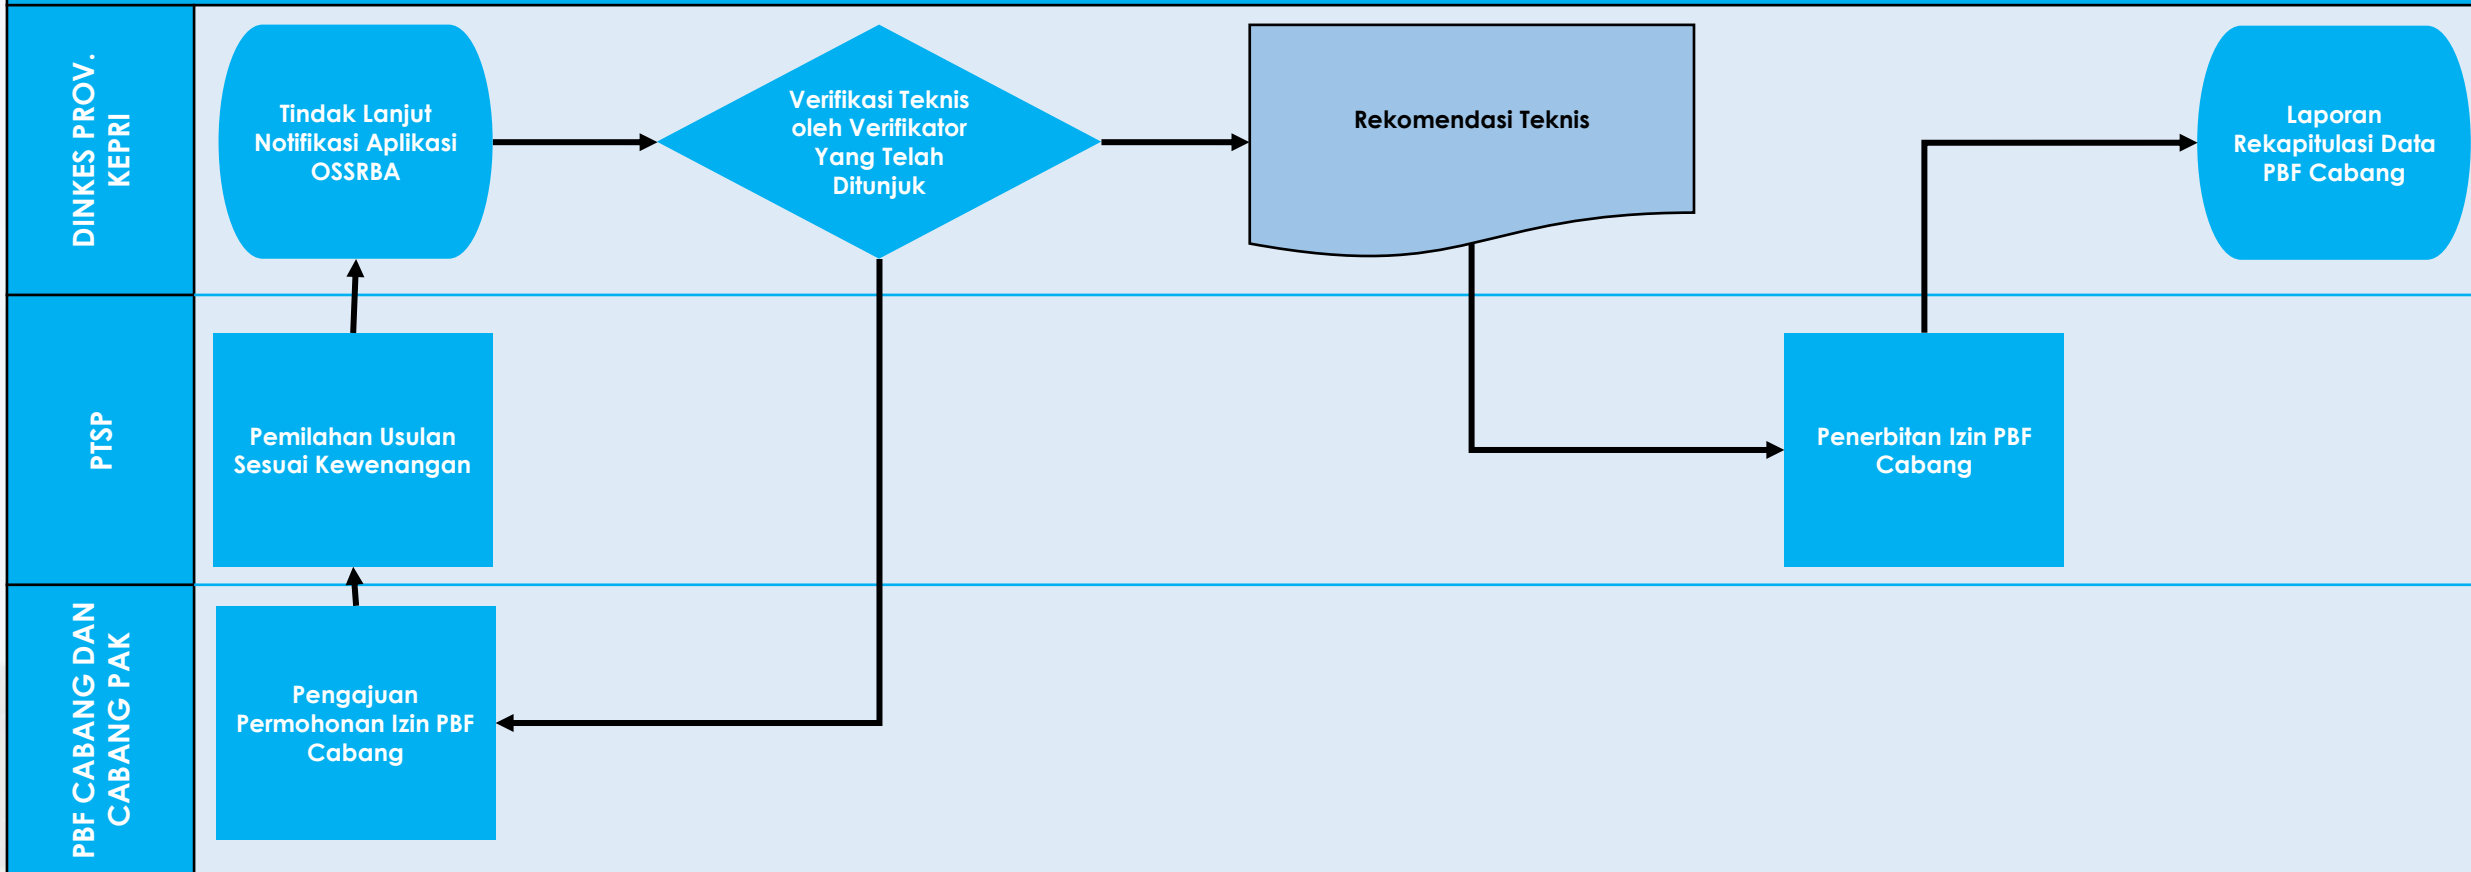 DINKES PROV.
KEPRI
Tindak Lanjut
Notifikasi Aplikasi
OSSRBA
Verifikasi Teknis
oleh Verifikator
Yang Telah
Ditunjuk
Rekomendasi Teknis
Laporan
Rekapitulasi Data
PBF Cabang
PTSP
Pemilahan Usulan
Sesuai Kewenangan
Penerbitan Izin PBF
Cabang
PBF CABANG DAN
CABANG PAK
Pengajuan
Permohonan Izin PBF
Cabang